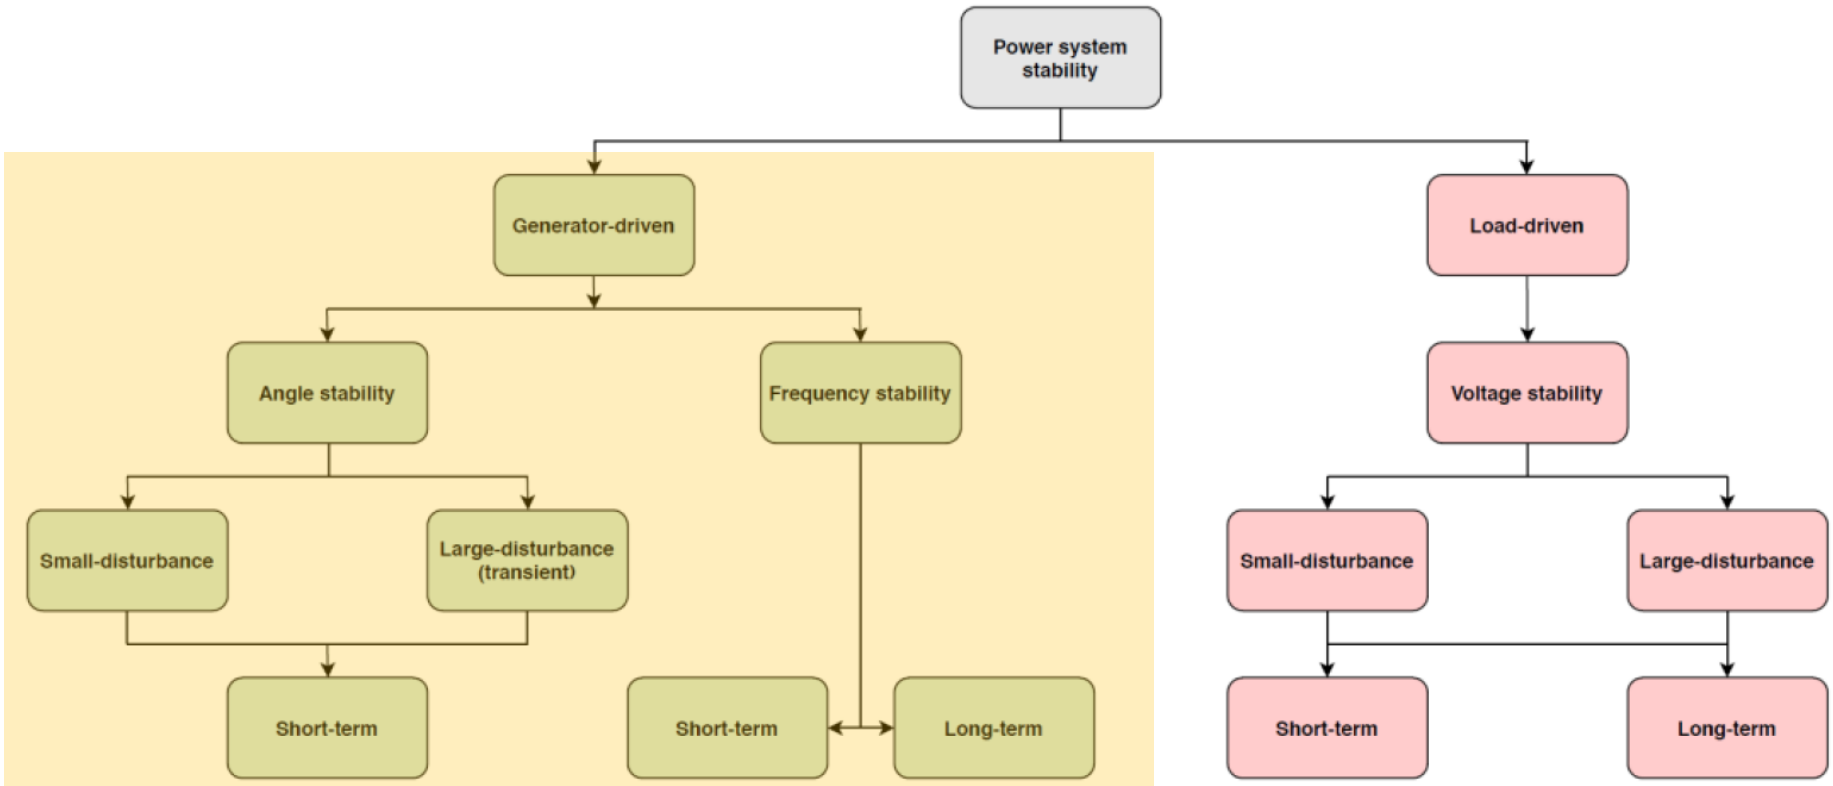 Power system
stability
Generator-driven
Load-driven
Angle stability
Frequency stability
Voltage stability
Small-disturbance
Large-disturbance
(transient)
Small-disturbance
Large-disturbance
Short-term
Short-term
Long-term
Short-term
Long-term